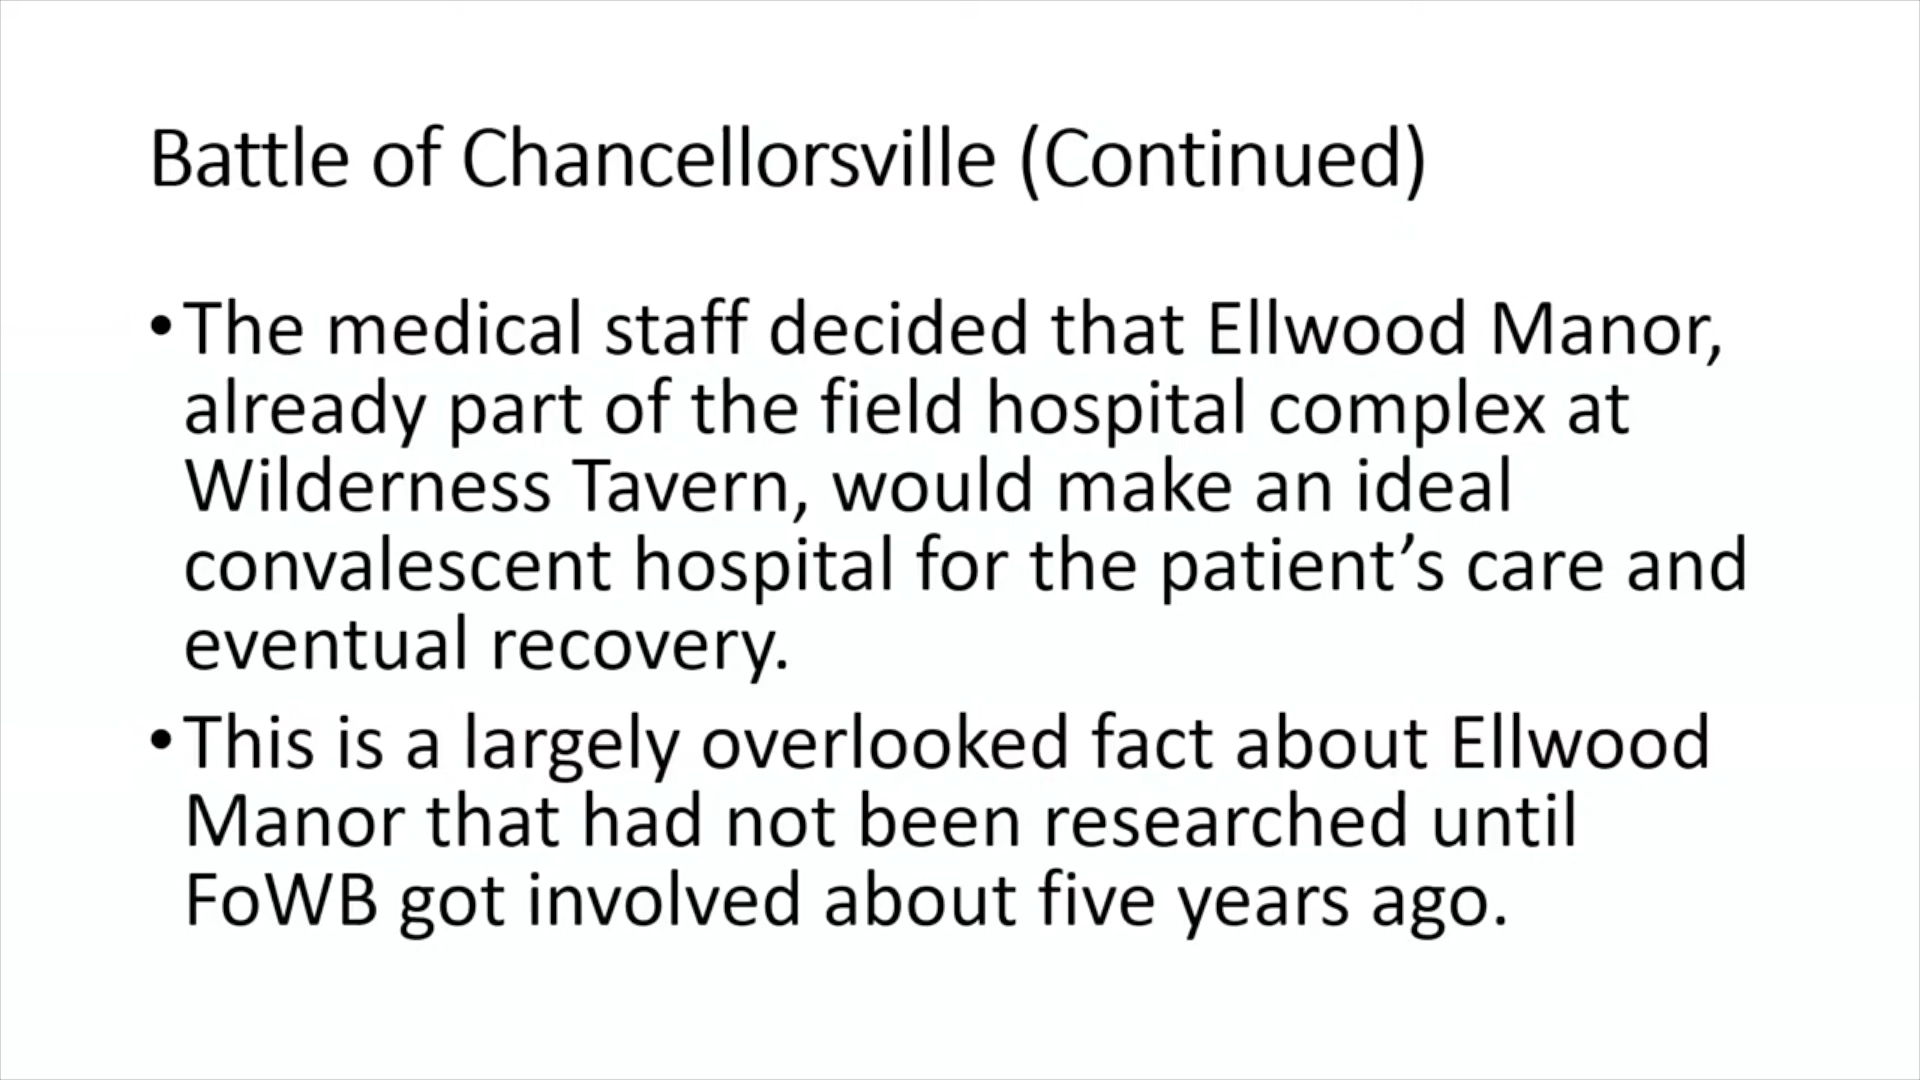 Battle of Chancellorsville (Continued)
•The medical staff decided that Ellwood Manor,
already part of the field hospital complex at
Wilderness Tavern, would make an ideal
convalescent hospital for the patient’s care and
eventual recovery.
•This is a largely overlooked fact about Ellwood
Manor that had not been researched until
FoWB got involved about five years ago.